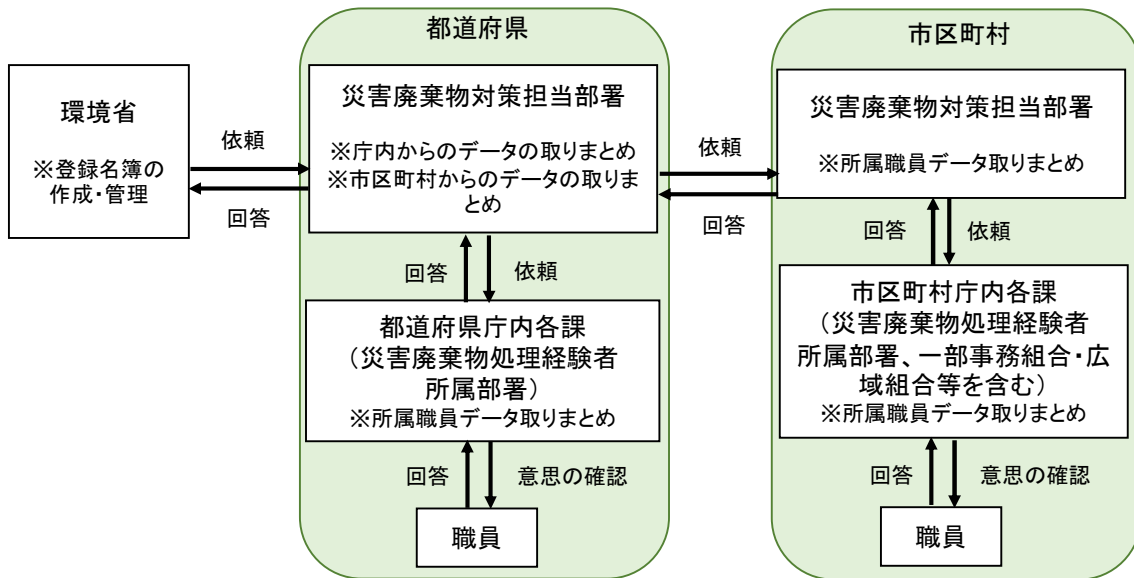 都道府県
市区町村
環境省
※登録名簿の
作成・管理
依頼
回答
災害廃棄物対策担当部署
※庁内からのデータの取りまとめ
※市区町村からのデータの取りま
とめ
依頼
回答
災害廃棄物対策担当部署
※所属職員データ取りまとめ
回答
依頼
都道府県庁内各課
（災害廃棄物処理経験者
所属部署）
※所属職員データ取りまとめ
回答
意思の確認
職員
回答
依頼
市区町村庁内各課
（災害廃棄物処理経験者
所属部署、一部事務組合・広
域組合等を含む）
※所属職員データ取りまとめ
回答
意思の確認
職員